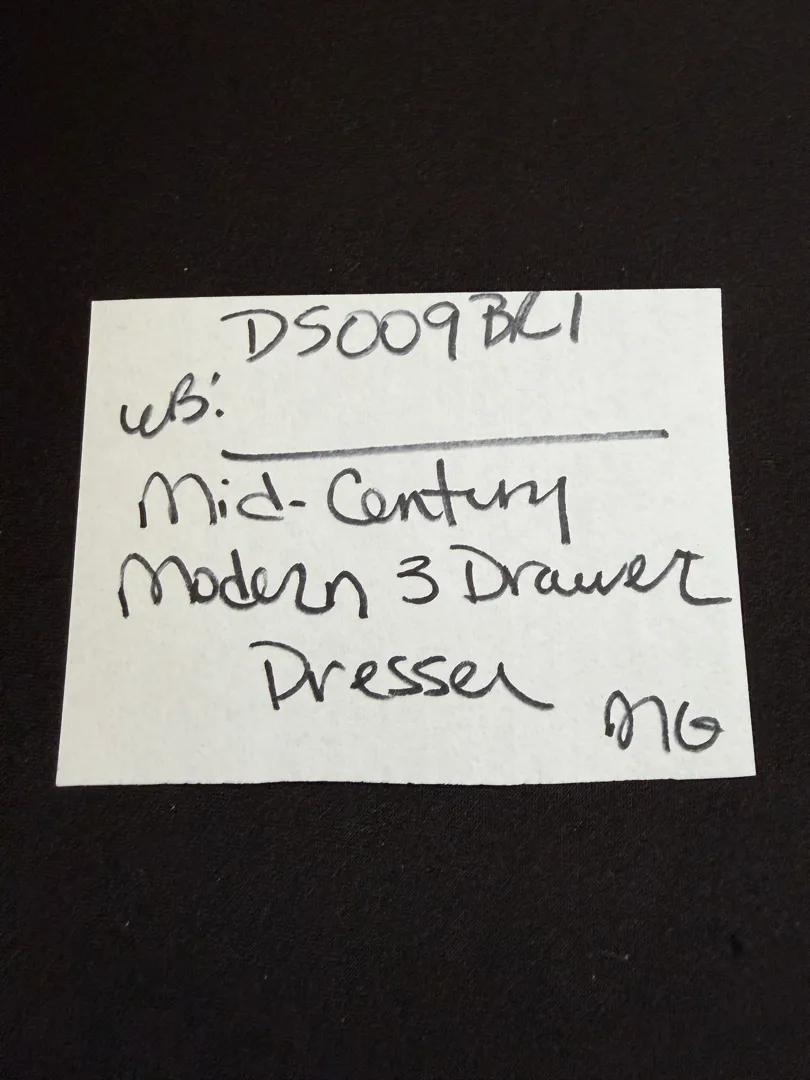 DS009BR1
WB:
Mid-Century
Modern 3 Drawer
Dresser
MG